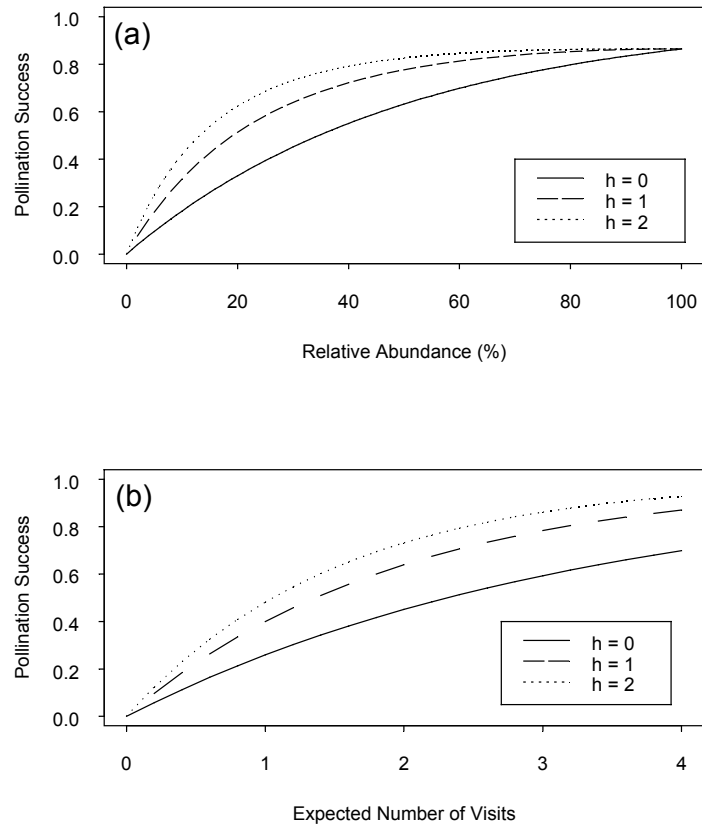 (a)
Pollination Success
1.0
0.8
0.6
0.4
0.2
0.0
h = 0
h = 1
h = 2
0 20 40 60 80 100
Relative Abundance (%)
(b)
Pollination Success
1.0
0.8
0.6
0.4
0.2
0.0
h = 0
h = 1
h = 2
0 1 2 3 4
Expected Number of Visits